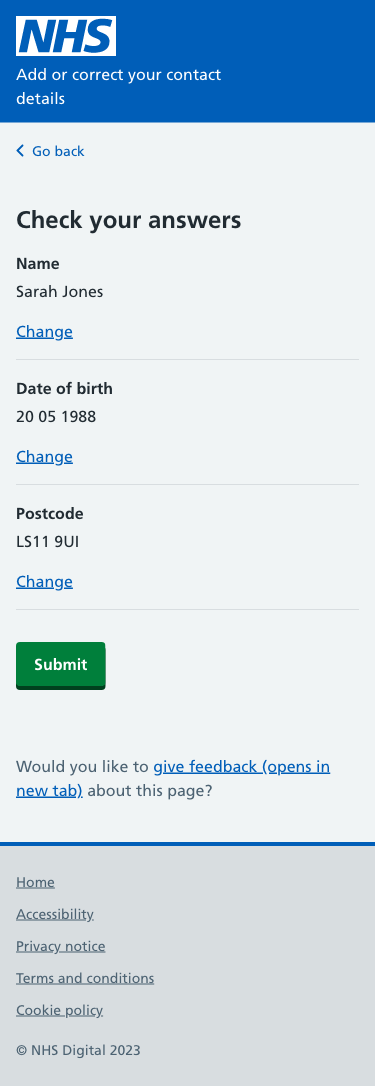 NHS
Add or correct your contact
details
Go back
Check your answers
Name
Sarah Jones
Change
Date of birth
20 05 1988
Change
Postcode
LS11 9UI
Change
Submit
Would you like to give feedback (opens in
new tab) about this page?
Home
Accessibility
Privacy notice
Terms and conditions
Cookie policy
© NHS Digital 2023